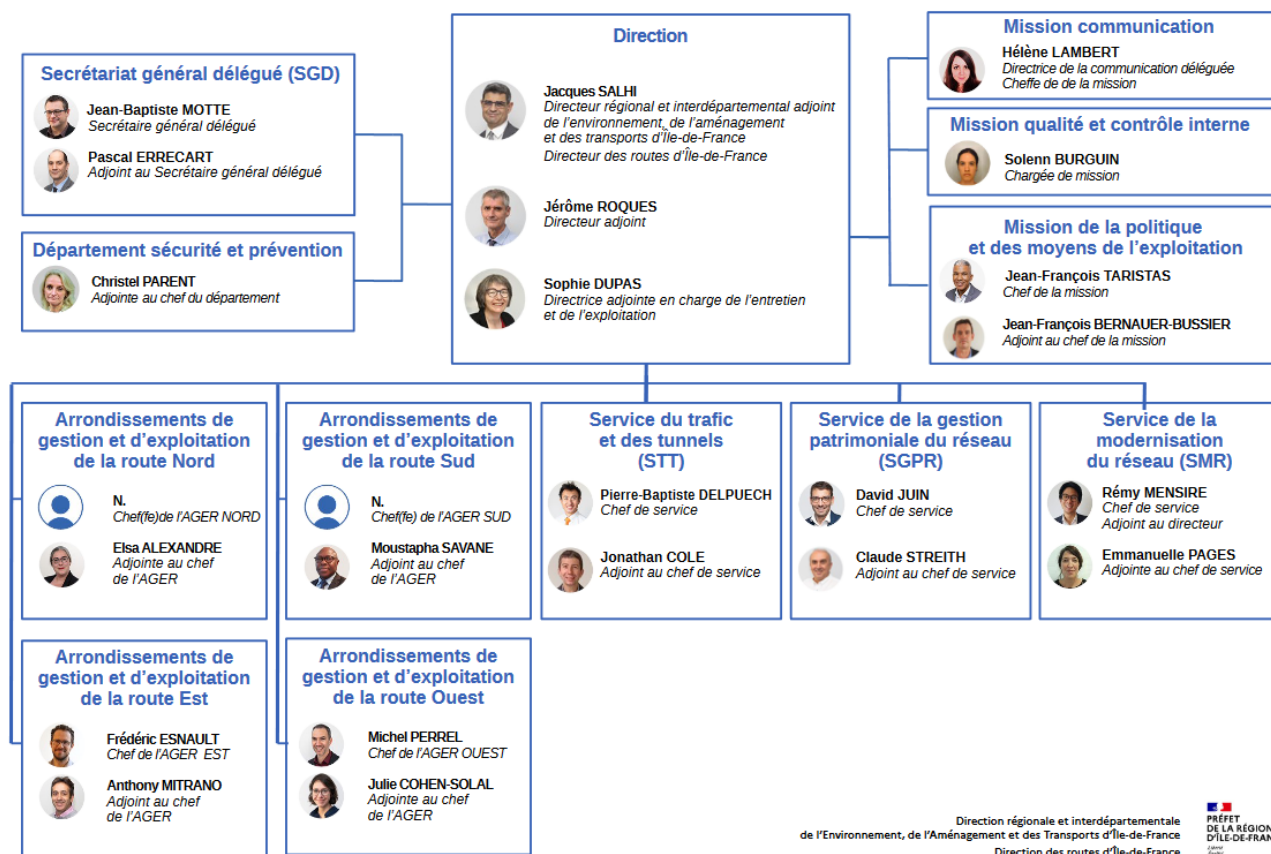 Direction
Jacques SALHI
Directeur régional et interdépartemental adjoint
de l'environnement, de l'aménagement
et des transports d'Île-de-France
Directeur des routes d'Île-de-France
Jérôme ROQUES
Directeur adjoint
Sophie DUPAS
Directrice adjointe en charge de l'entretien
et de l'exploitation
Secrétariat général délégué (SGD)
Jean-Baptiste MOTTE
Secrétaire général délégué
Pascal ERRECART
Adjoint au Secrétaire général délégué
Département sécurité et prévention
Christel PARENT
Adjointe au chef du département
Mission communication
Hélène LAMBERT
Directrice de la communication déléguée
Cheffe de de la mission
Mission qualité et contrôle interne
Solenn BURGUIN
Chargée de mission
Mission de la politique
et des moyens de l'exploitation
Jean-François TARISTAS
Chef de la mission
Jean-François BERNAUER-BUSSIER
Adjoint au chef de la mission
Arrondissements de
gestion et d'exploitation
de la route Nord
N.
Chef(fe)de l'AGER NORD
Elsa ALEXANDRE
Adjointe au chef
de l'AGER
Arrondissements de
gestion et d'exploitation
de la route Sud
N.
Chef(fe) de l'AGER SUD
Moustapha SAVANE
Adjoint au chef
de l'AGER
Service du trafic
et des tunnels
(STT)
Pierre-Baptiste DELPUECH
Chef de service
Jonathan COLE
Adjoint au chef de service
Service de la gestion
patrimoniale du réseau
(SGPR)
David JUIN
Chef de service
Claude STREITH
Adjoint au chef de service
Service de la
modernisation
du réseau (SMR)
Rémy MENSIRE
Chef de service
Adjoint au directeur
Emmanuelle PAGES
Adjointe au chef de service
Arrondissements de
gestion et d'exploitation
de la route Est
Frédéric ESNAULT
Chef de l'AGER EST
Anthony MITRANO
Adjoint au chef
de l'AGER
Arrondissements de
gestion et d'exploitation
de la route Ouest
Michel PERREL
Chef de l'AGER OUEST
Julie COHEN-SOLAL
Adjointe au chef
de l'AGER
Direction régionale et interdépartementale
de l'Environnement, de l'Aménagement et des Transports d'Île-de-France
Direction des routes d'Île-de-France
PRÉFET
DE LA RÉGION
D'ÎLE-DE-FRAN